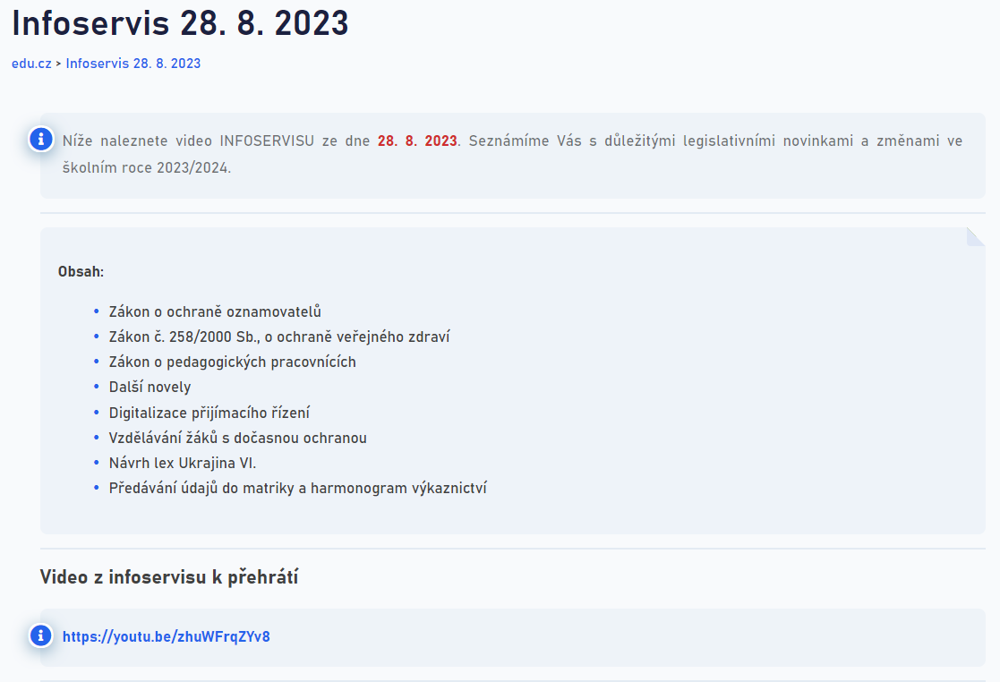 Infoservis 28. 8. 2023
edu.cz > Infoservis 28. 8. 2023
Níže naleznete video INFOSERVISU ze dne 28. 8. 2023. Seznámíme Vás s důležitými legislativními novinkami a změnami ve
školním roce 2023/2024.
Obsah:
• Zákon o ochraně oznamovatelů
• Zákon č. 258/2000 Sb., o ochraně veřejného zdraví
• Zákon o pedagogických pracovnících
• Další novely
• Digitalizace přijímacího řízení
• Vzdělávání žáků s dočasnou ochranou
• Návrh lex Ukrajina VI.
• Předávání údajů do matriky a harmonogram výkaznictví
Video z infoservisu k přehrátí
https://youtu.be/zhuWFrqZYv8